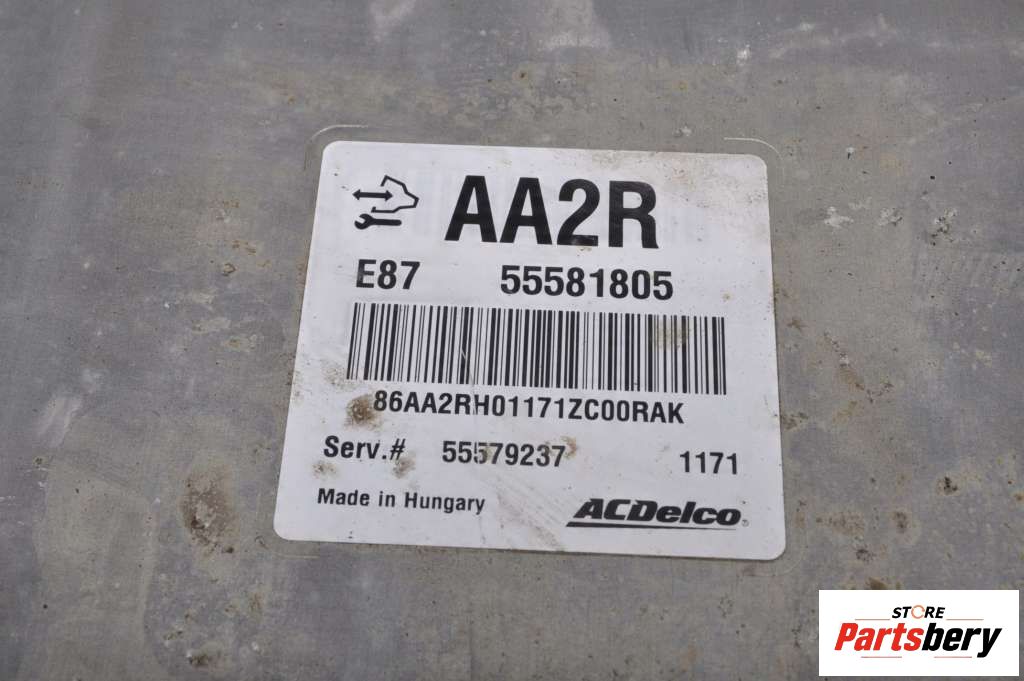 AA2R
E87 55581805
86AA2RH01171ZC00RAK
Serv.# 55579237 1171
Made in Hungary ACDelco®
STORE
Partsbery